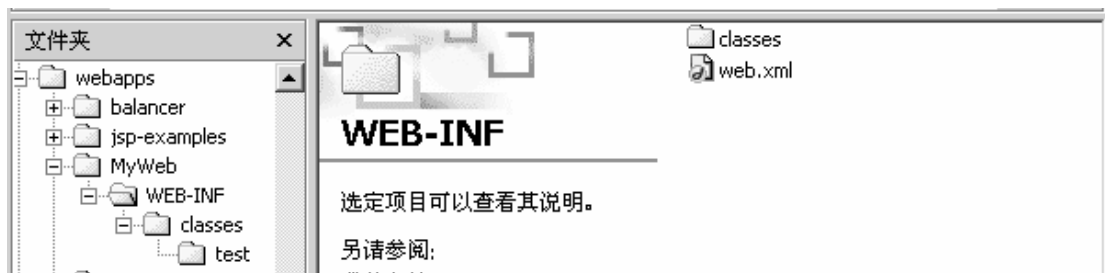 文件夹
webapps
balancer
jsp-examples
MyWeb
WEB-INF
classes
test
WEB-INF
选定项目可以查看其说明。
另请参阅:
classes
web.xml